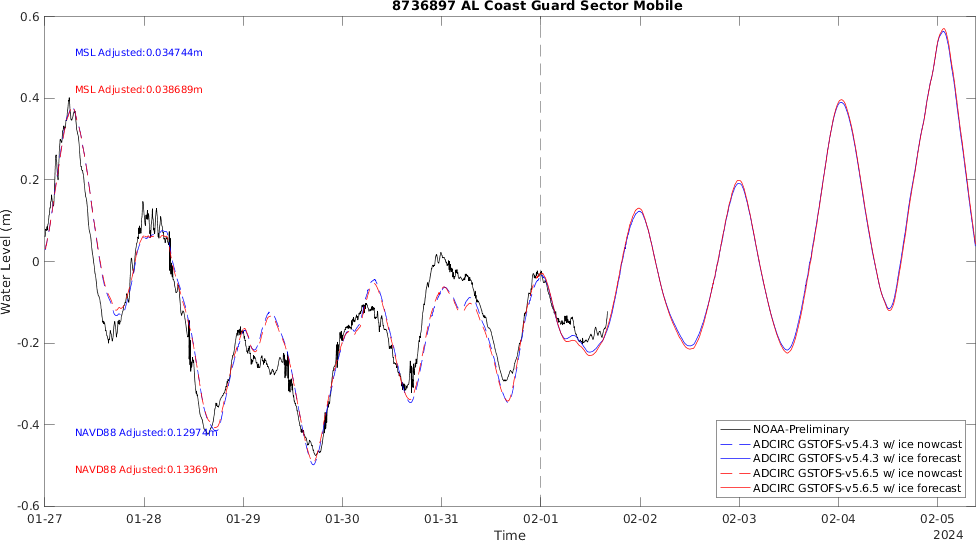 8736897 AL Coast Guard Sector Mobile
0.6
0.4
0.2
0
-0.2
-0.4
-0.6
Water Level (m)
MSL Adjusted:0.034744m
MSL Adjusted:0.038689m
NAVD88 Adjusted:0.12974m
NAVD88 Adjusted:0.13369m
NOAA-Preliminary
ADCIRC GSTOFS-v5.4.3 w/ ice nowcast
ADCIRC GSTOFS-v5.4.3 w/ ice forecast
ADCIRC GSTOFS-v5.6.5 w/ ice nowcast
ADCIRC GSTOFS-v5.6.5 w/ ice forecast
01-27 01-28 01-29 01-30 01-31 02-01 02-02 02-03 02-04 02-05
Time
2024